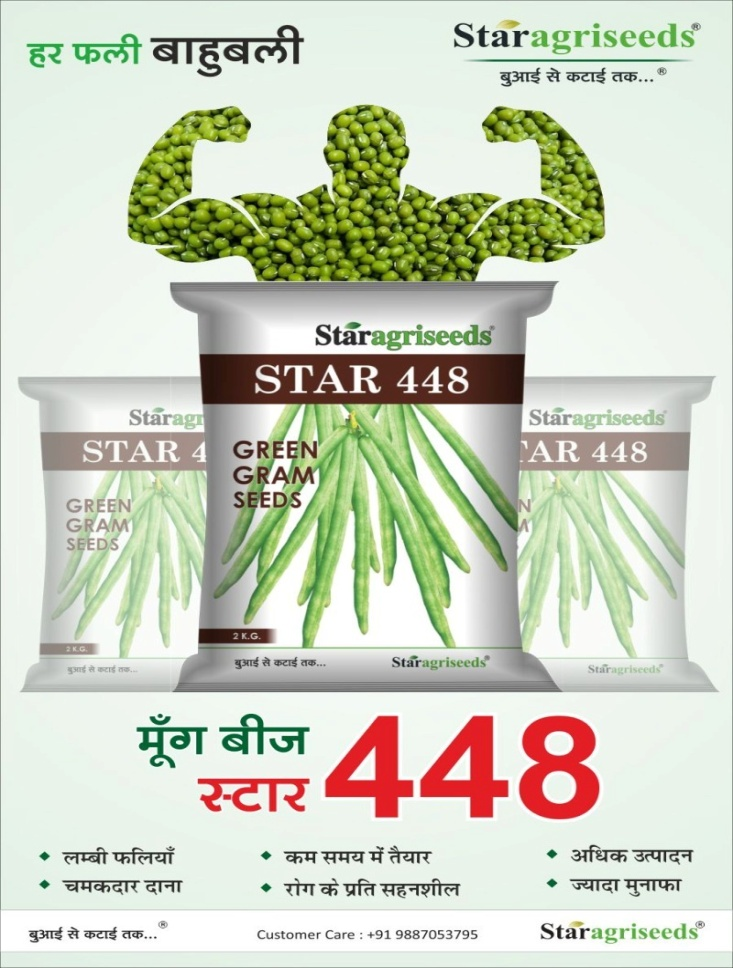 हर फली बाहुबली
Staragriseeds®
बुआई से कटाई तक...®
Staragriseeds®
STAR 448
GREEN
GRAM
SEEDS
2 K.G.
बुआई से कटाई तक...
Staragriseeds®
Staragr
STAR 4
GREEN
GRAM
SEEDS
2 K.G.
बुआई से कटाई तक...
Staragriseeds®
TAR 448
N
M
Staragriseeds®
मूँग बीज
स्टार 448
लम्बी फलियाँ
चमकदार दाना
कम समय में तैयार
रोग के प्रति सहनशील
अधिक उत्पादन
ज्यादा मुनाफा
बुआई से कटाई तक...®
Customer Care : +91 9887053795
Staragriseeds®